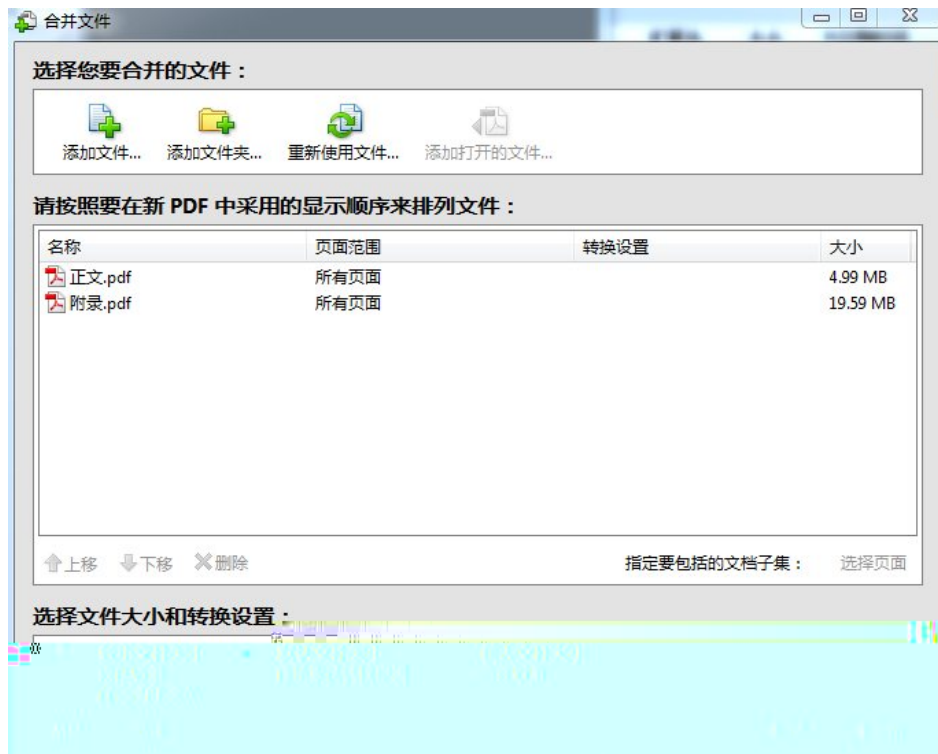 合并文件
选择您要合并的文件：
添加文件... 添加文件夹... 重新使用文件... 添加打开的文件...
请按照要在新 PDF 中采用的显示顺序来排列文件：
名称 页面范围 转换设置 大小
正文.pdf 所有页面 4.99 MB
附录.pdf 所有页面 19.59 MB
上移 下移 删除 指定要包括的文档子集： 选择页面
选择文件大小和转换设置：